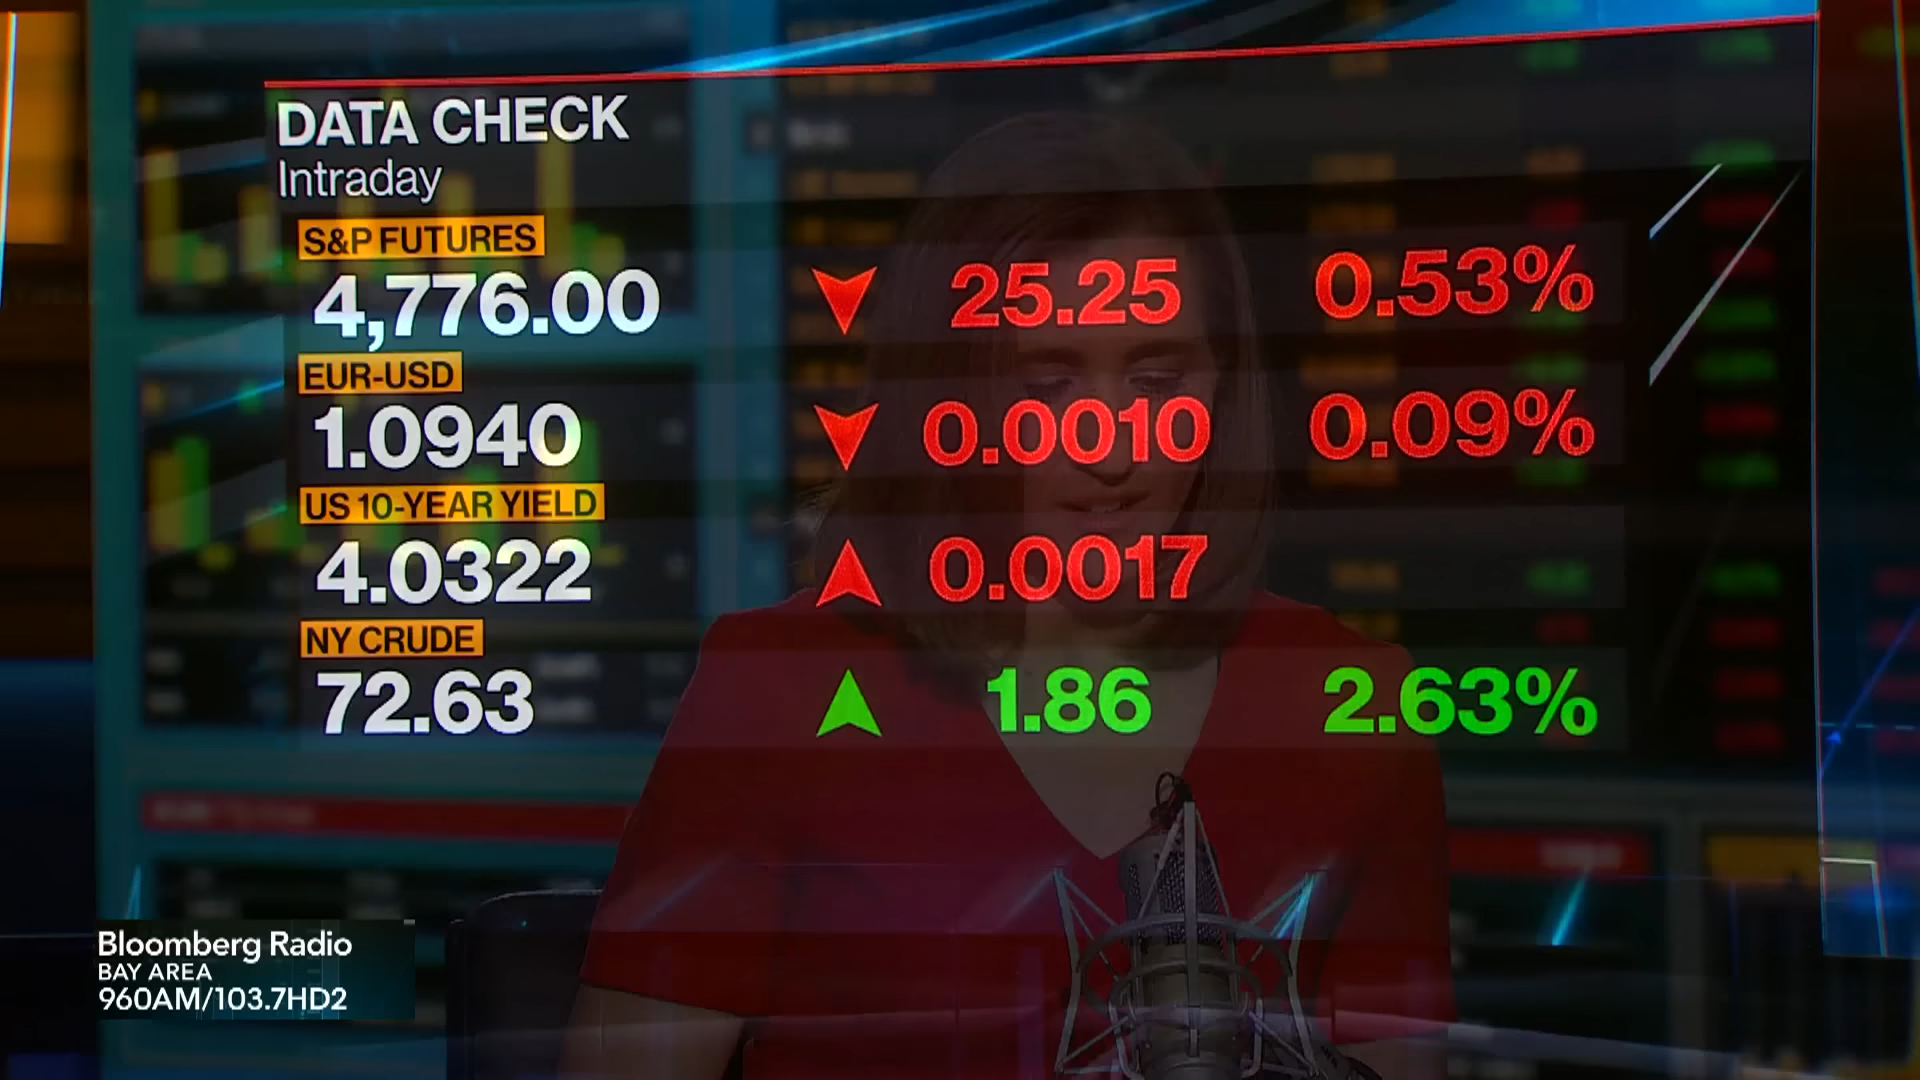 DATA CHECK
Intraday
S&P FUTURES
4,776.00 25.25 0.53%
EUR-USD
1.0940 0.0010 0.09%
US 10-YEAR YIELD
4.0322 0.0017
NY CRUDE
72.63 1.86 2.63%
Bloomberg Radio
BAY AREA
960AM/103.7HD2